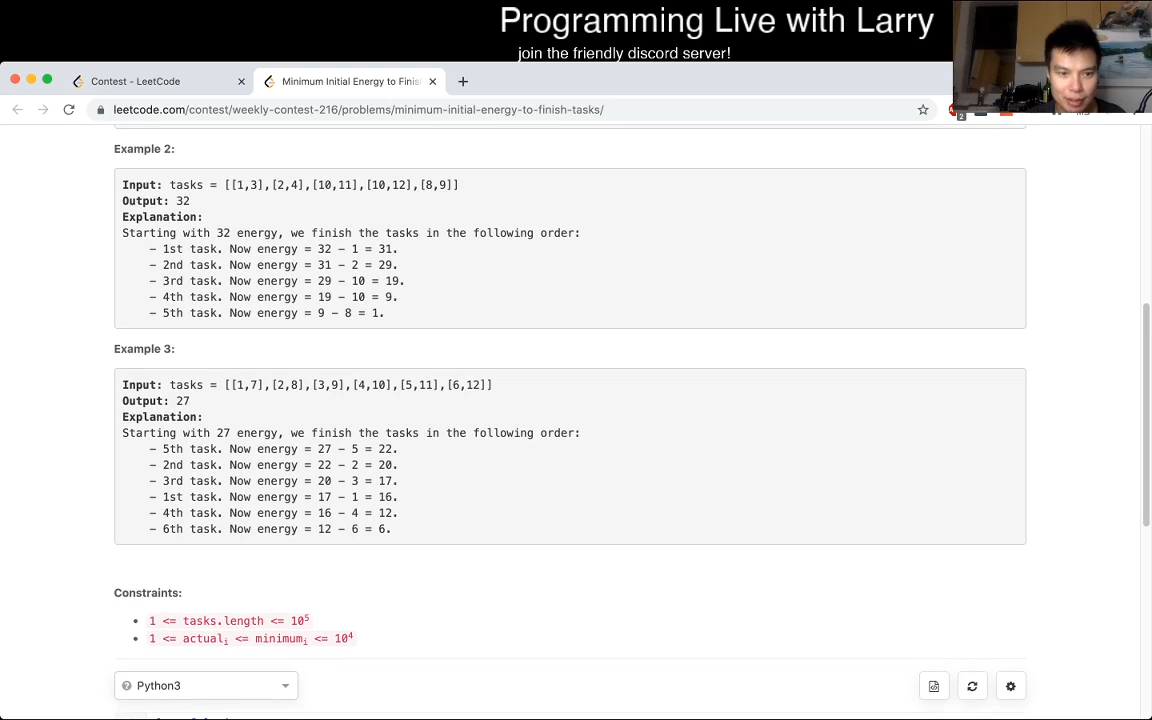 Programming Live with Larry
join the friendly discord server!
Contest - LeetCode
Minimum Initial Energy to Finis
leetcode.com/contest/weekly-contest-216/problems/minimum-initial-energy-to-finish-tasks/
2
Example 2:
Input: tasks = [[1,3],[2,4],[10,11],[10,12],[8,9]]
Output: 32
Explanation:
Starting with 32 energy, we finish the tasks in the following order:
- 1st task. Now energy = 32 - 1 = 31.
- 2nd task. Now energy = 31 - 2 = 29.
- 3rd task. Now energy = 29 - 10 = 19.
- 4th task. Now energy = 19 - 10 = 9.
- 5th task. Now energy = 9 - 8 = 1.
Example 3:
Input: tasks = [[1,7],[2,8],[3,9],[4,10],[5,11],[6,12]]
Output: 27
Explanation:
Starting with 27 energy, we finish the tasks in the following order:
- 5th task. Now energy = 27 - 5 = 22.
- 2nd task. Now energy = 22 - 2 = 20.
- 3rd task. Now energy = 20 - 3 = 17.
- 1st task. Now energy = 17 - 1 = 16.
- 4th task. Now energy = 16 - 4 = 12.
- 6th task. Now energy = 12 - 6 = 6.
Constraints:
• 1 <= tasks.length <= 10⁵
• 1 <= actualᵢ <= minimumᵢ <= 10⁴
Python3